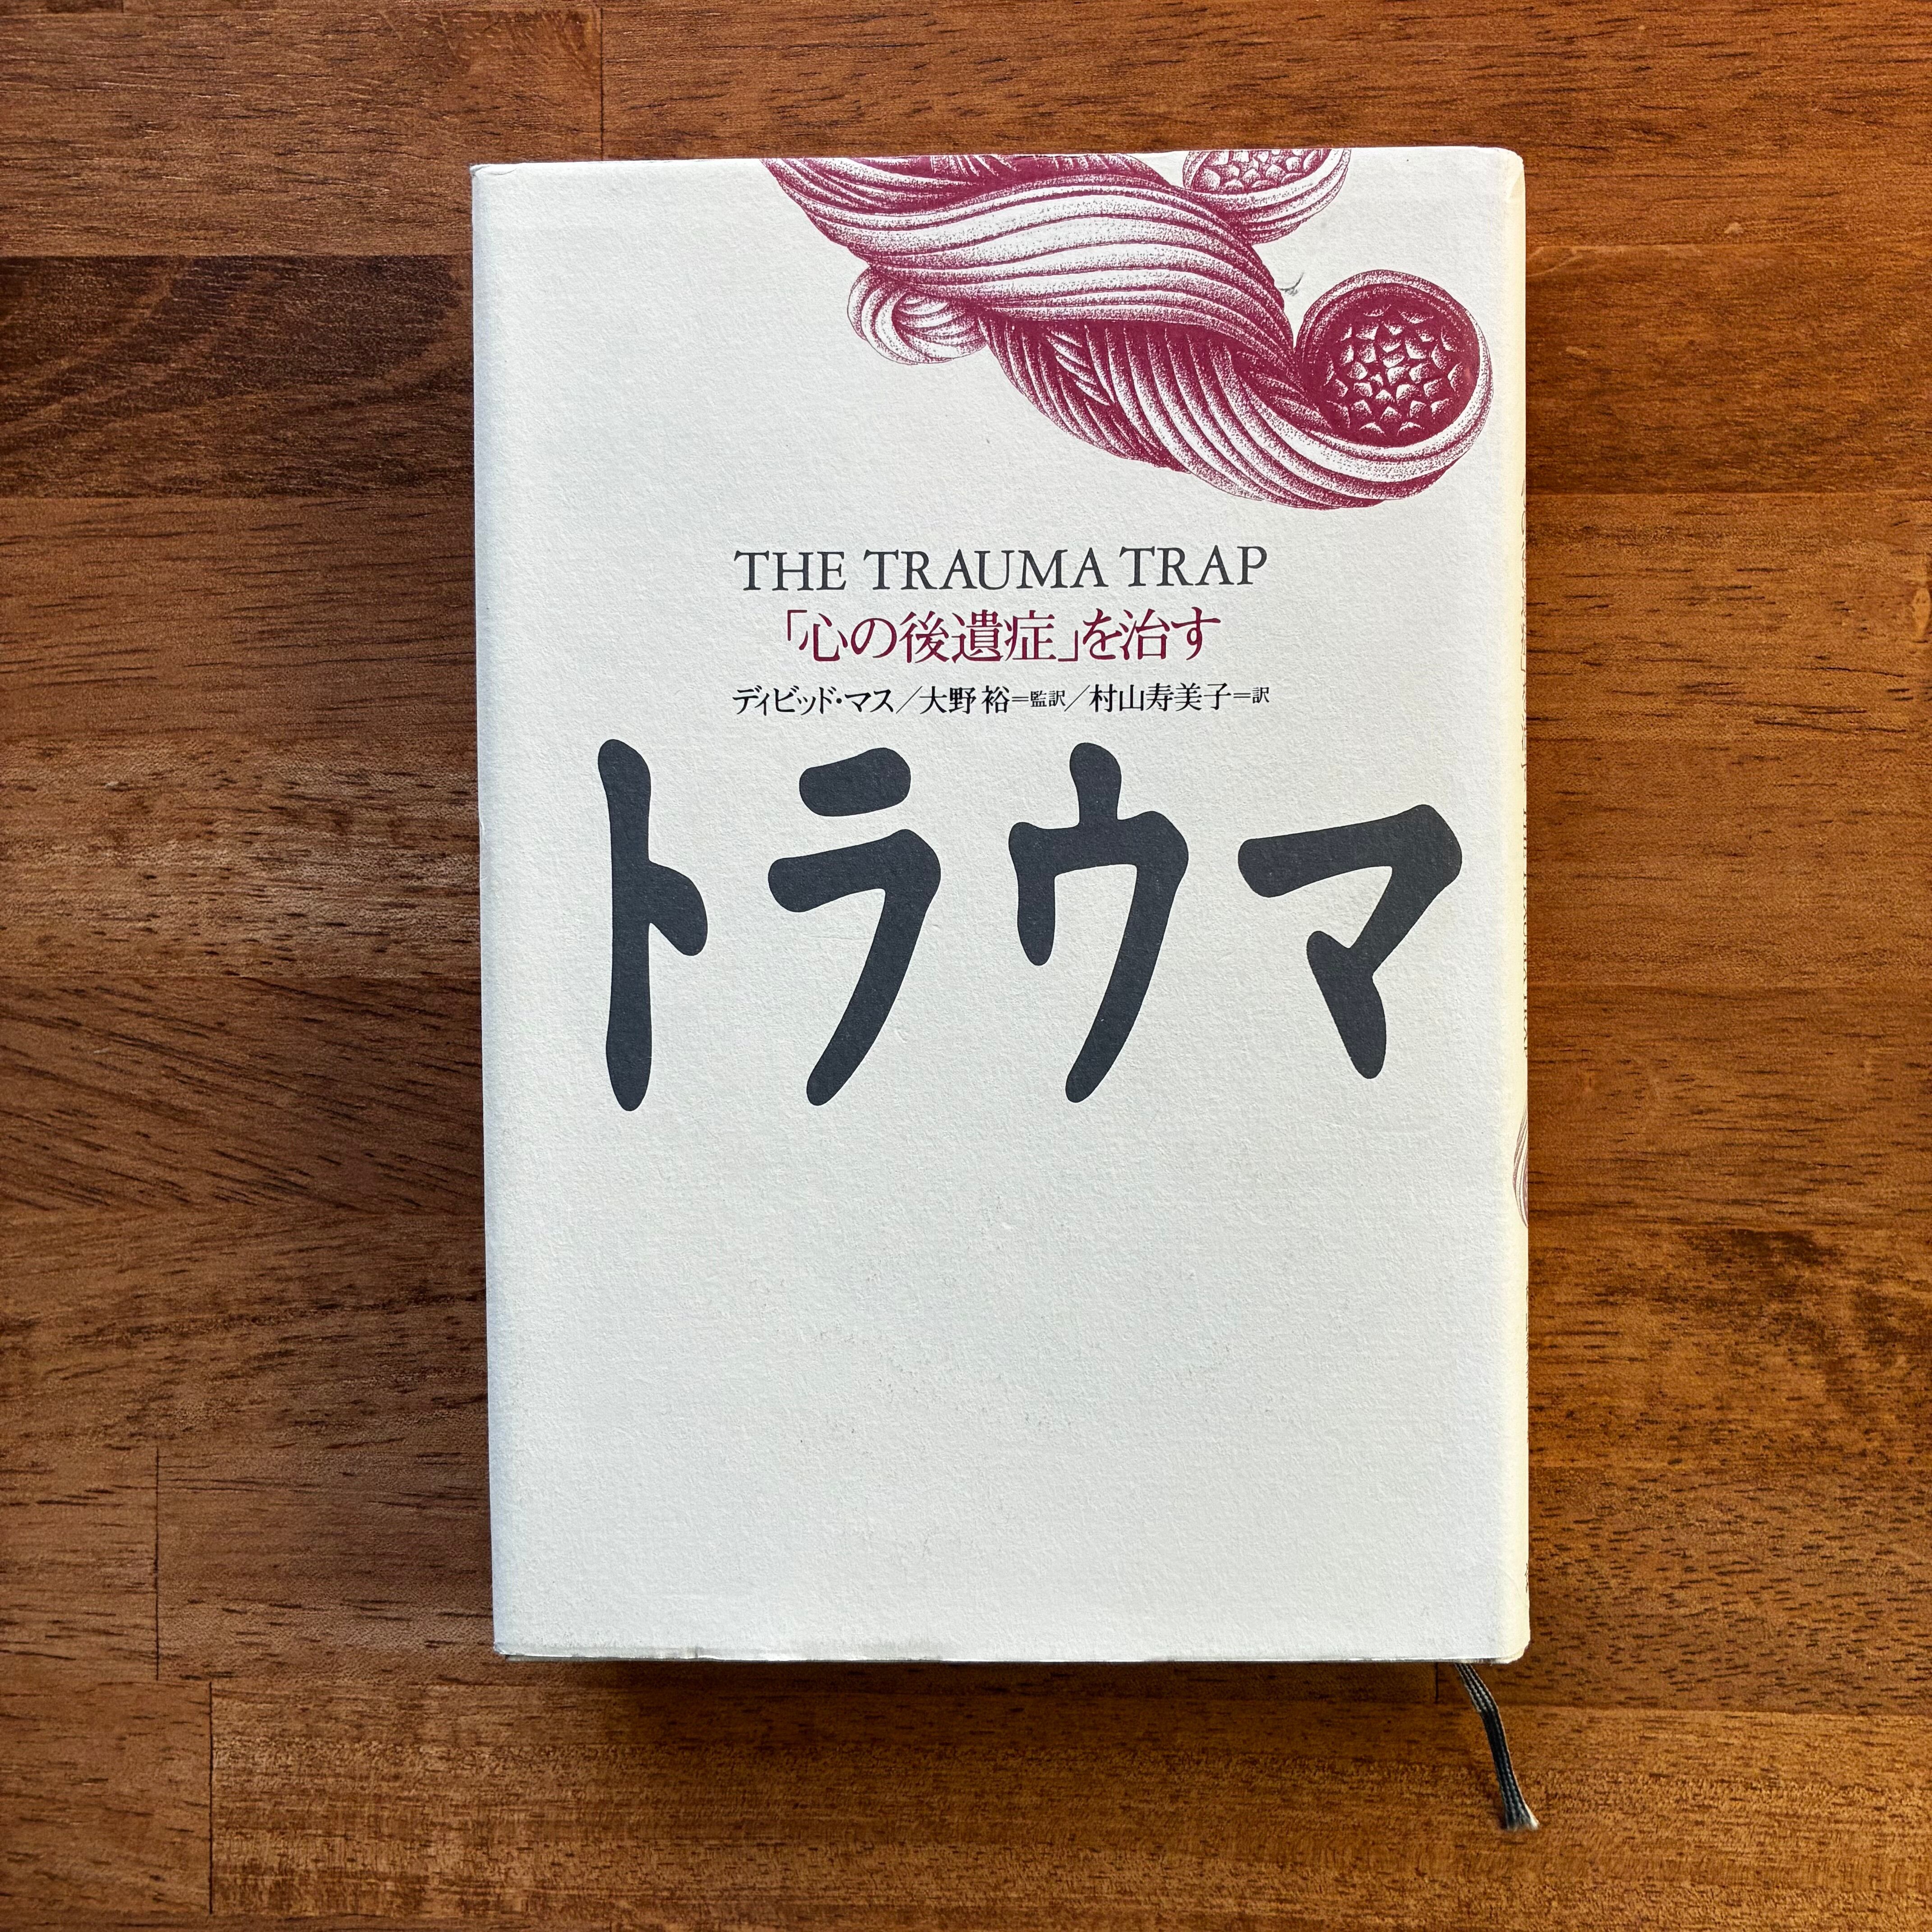 THE TRAUMA TRAP
「心の後遺症」を治す
ディビッド・マス／大野 裕=監訳／村山寿美子=訳
トラウマ